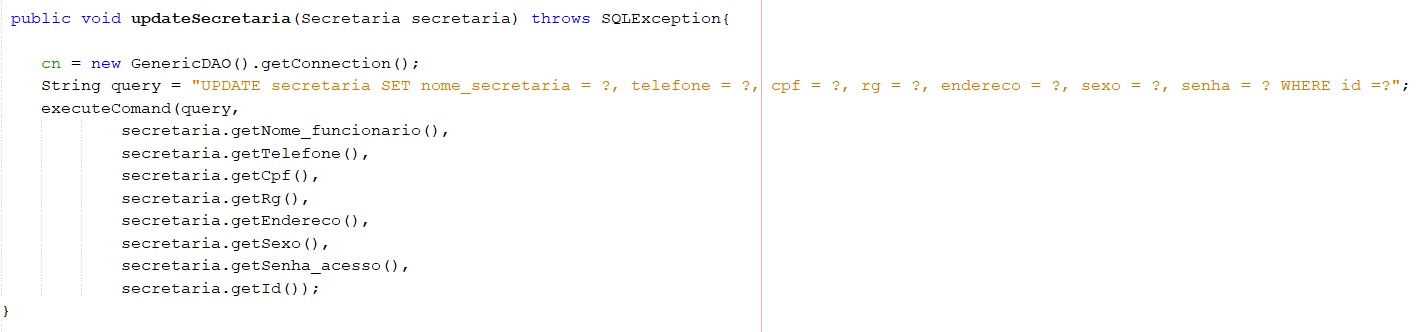 public void updateSecretaria(Secretaria secretaria) throws SQLException{
cn = new GenericDAO().getConnection();
String query = "UPDATE secretaria SET nome_secretaria = ?, telefone = ?, cpf = ?, rg = ?, endereco = ?, sexo = ?, senha = ? WHERE id =?";
executeComand(query,
secretaria.getNome_funcionario(),
secretaria.getTelefone(),
secretaria.getCpf(),
secretaria.getRg(),
secretaria.getEndereco(),
secretaria.getSexo(),
secretaria.getSenha_acesso(),
secretaria.getId());
}